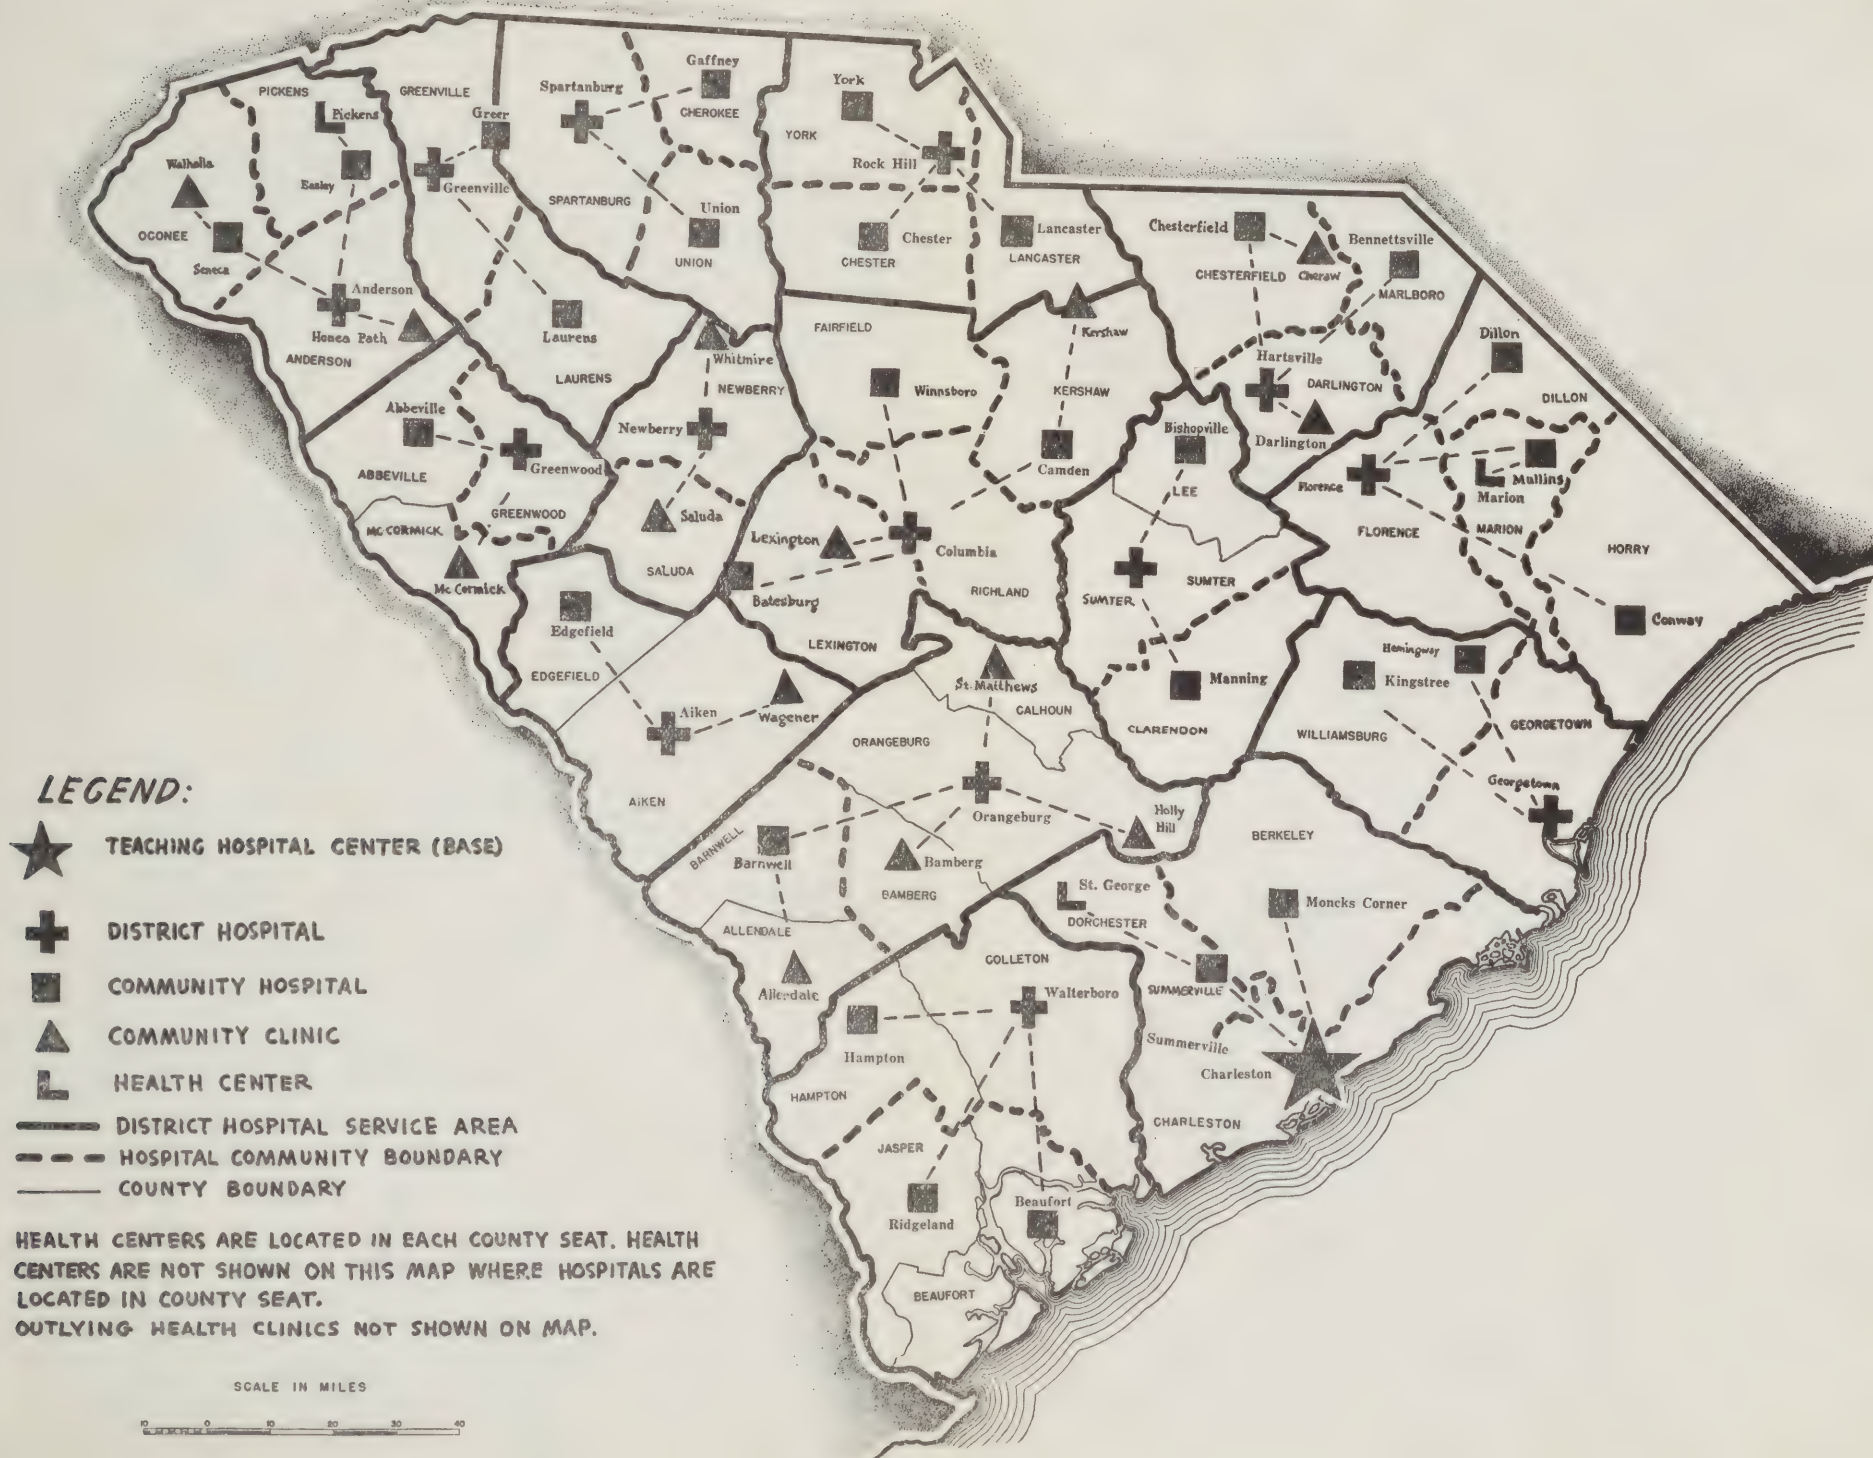 PICKENS
GREENVILLE
Spartanburg
Gaffney
CHEROKEE
York
YORK
Pickens
Greer
Rock Hill
Walhalla
Easley
Greenville
SPARTANBURG
Union
UNION
Chester
CHESTER
Lancaster
LANCASTER
Chesterfield
CHESTERFIELD
Cheraw
Bennettsville
MARLBORO
OCONEE
Seneca
Anderson
Honea Path
ANDERSON
Laurens
LAURENS
Whitmire
NEWBERRY
FAIRFIELD
Winnsboro
Kershaw
KERSHAW
Hartsville
DARLINGTON
Darlington
Dillon
DILLON
Abbeville
ABBEVILLE
Greenwood
GREENWOOD
Newberry
Camden
Bishopville
LEE
Florence
FLORENCE
Mullins
Marion
MARION
HORRY
MC CORMICK
Mc Cormick
Saluda
SALUDA
Lexington
Columbia
Batesburg
RICHLAND
LEXINGTON
SUMTER
SUMTER
Conway
Edgefield
EDGEFIELD
Aiken
Wagener
AIKEN
St. Matthews
CALHOUN
Manning
CLARENDON
Hemingway
Kingstree
WILLIAMSBURG
GEORGETOWN
Georgetown
ORANGEBURG
Orangeburg
Holly
Hill
BERKELEY
BARNWELL
Barnwell
Bamberg
BAMBERG
St. George
DORCHESTER
Moncks Corner
ALLENDALE
Allendale
COLLETON
Walterboro
SUMMERVILLE
Summerville
Charleston
CHARLESTON
Hampton
HAMPTON
JASPER
Ridgeland
Beaufort
BEAUFORT
LEGEND:
TEACHING HOSPITAL CENTER (BASE)
DISTRICT HOSPITAL
COMMUNITY HOSPITAL
COMMUNITY CLINIC
HEALTH CENTER
DISTRICT HOSPITAL SERVICE AREA
HOSPITAL COMMUNITY BOUNDARY
COUNTY BOUNDARY
HEALTH CENTERS ARE LOCATED IN EACH COUNTY SEAT. HEALTH
CENTERS ARE NOT SHOWN ON THIS MAP WHERE HOSPITALS ARE
LOCATED IN COUNTY SEAT.
OUTLYING HEALTH CLINICS NOT SHOWN ON MAP.
SCALE IN MILES
10 0 10 20 30 40